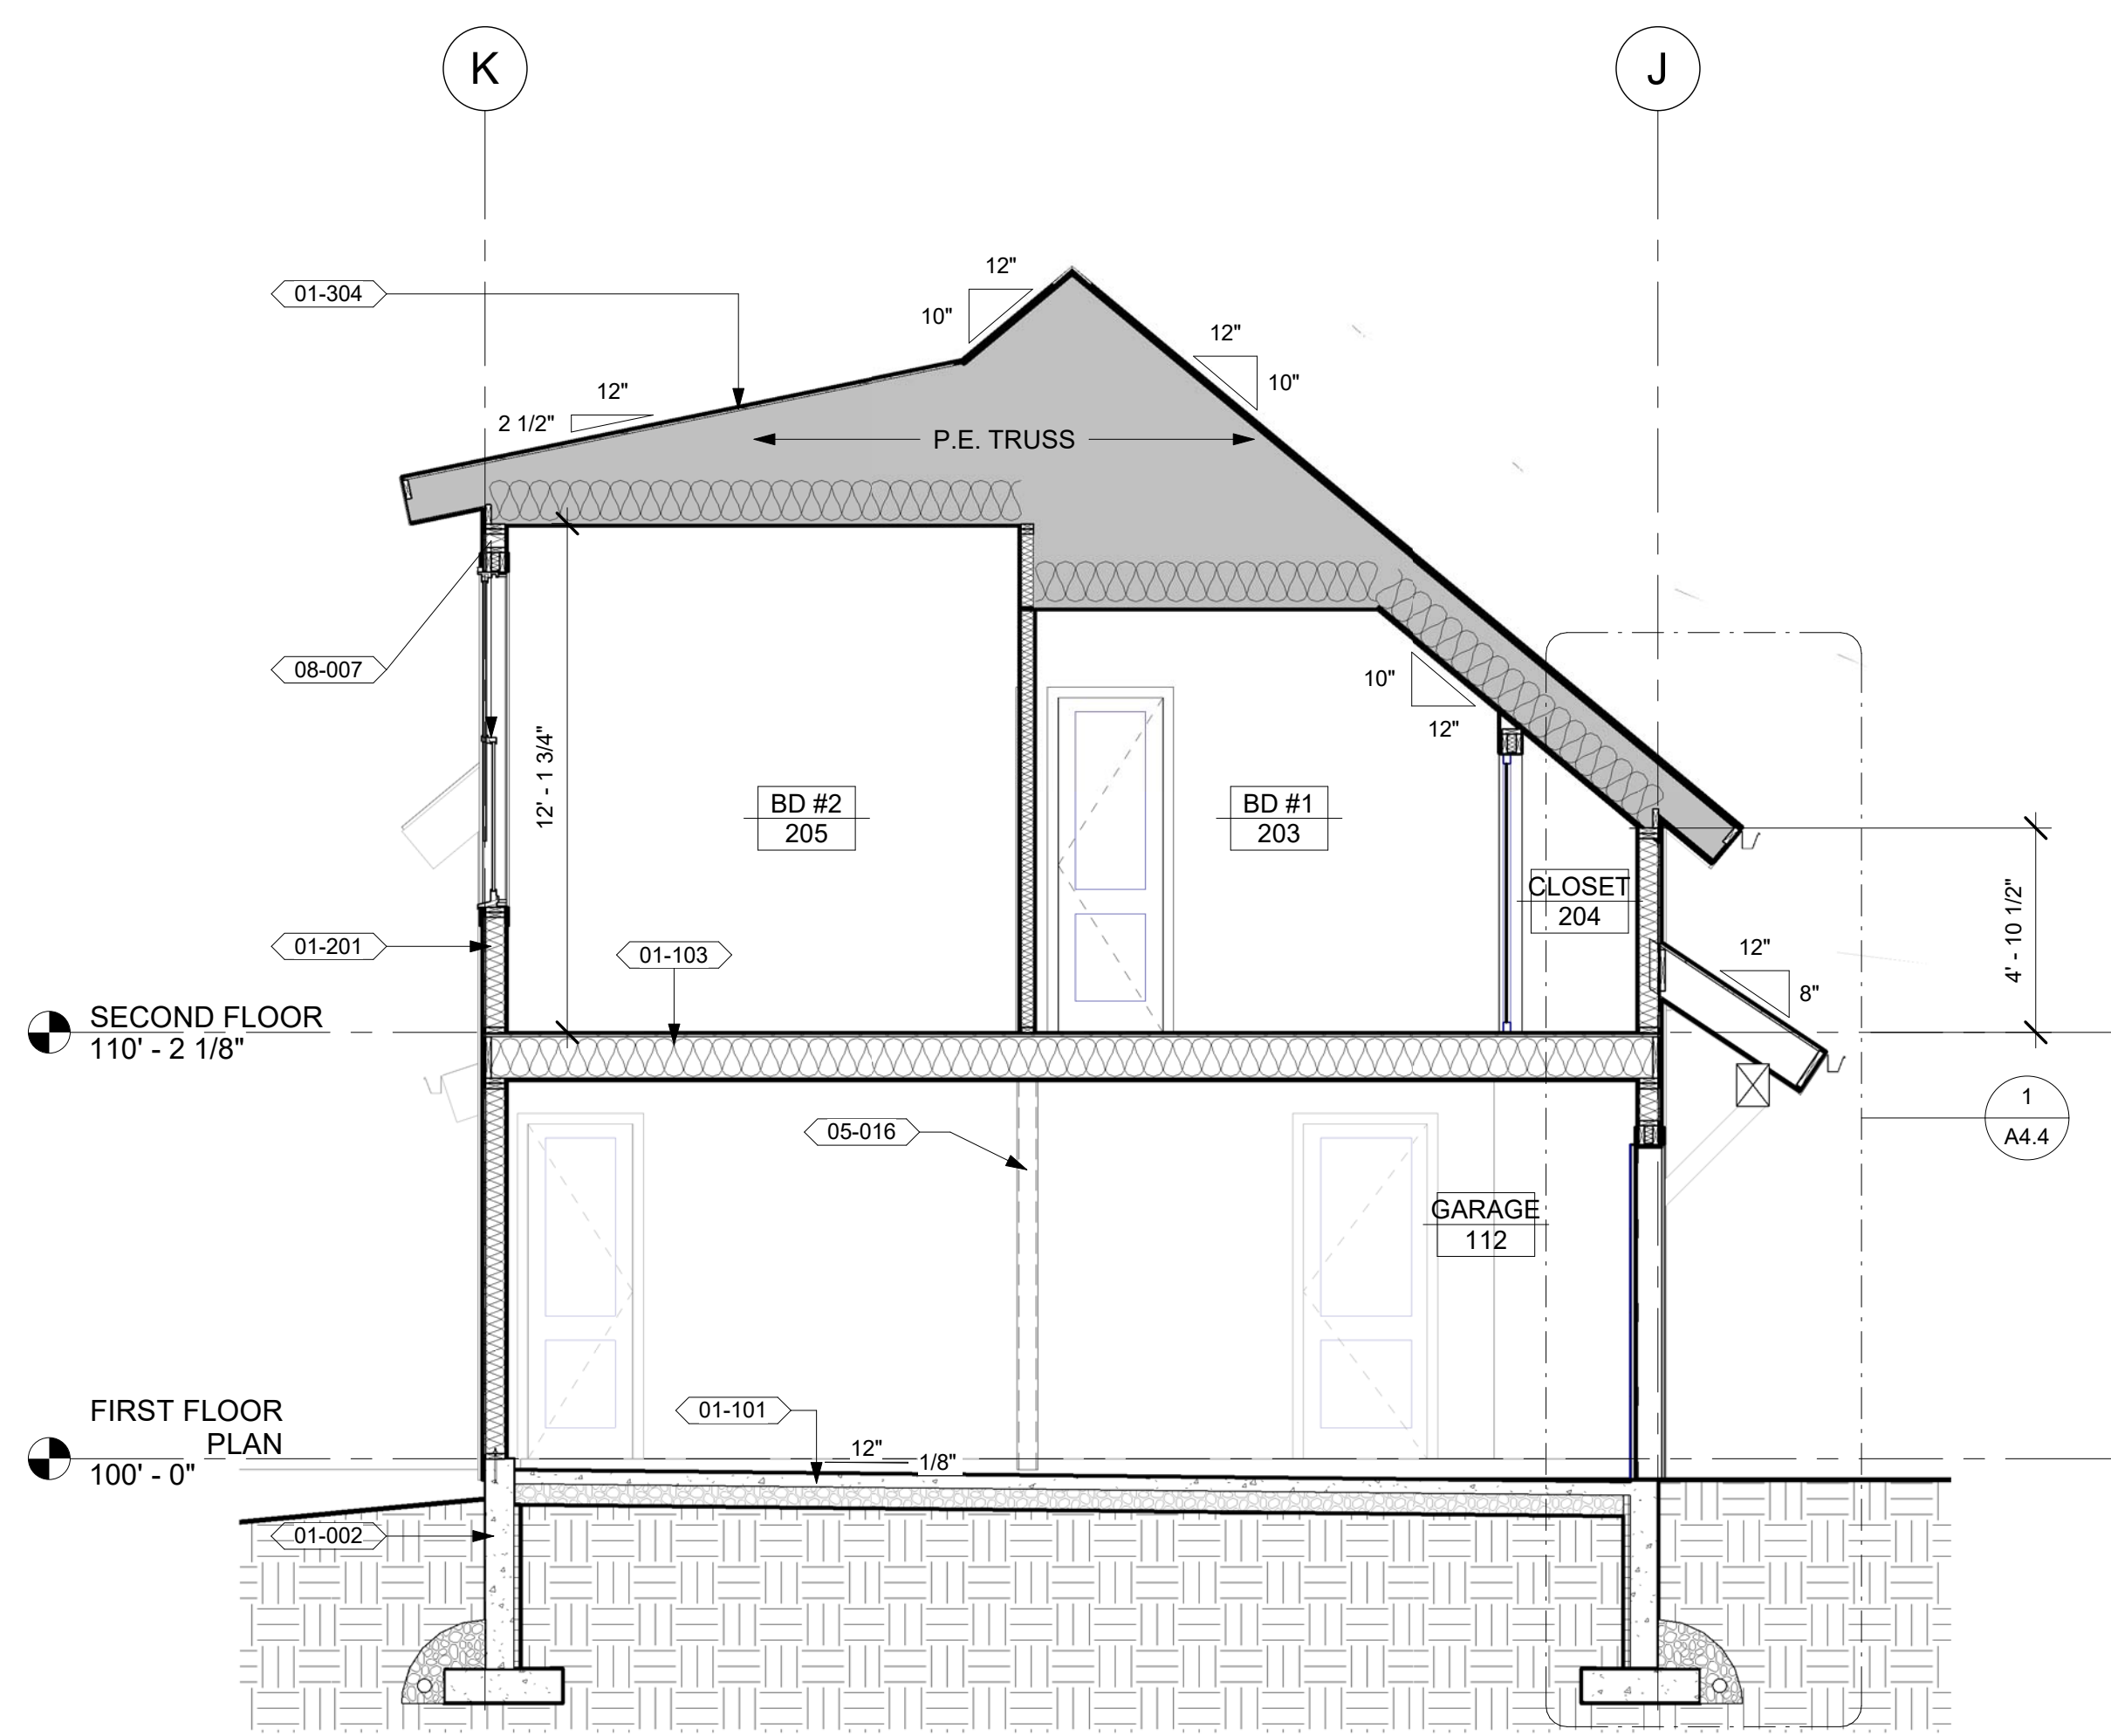 K
J
01-304
12"
10"
12"
10"
12"
2 1/2"
P.E. TRUSS
08-007
10"
12"
12' - 1 3/4"
BD #2
205
BD #1
203
CLOSET
204
4' - 10 1/2"
01-201
01-103
12"
8"
SECOND FLOOR
110' - 2 1/8"
05-016
1
A4.4
GARAGE
112
FIRST FLOOR
PLAN
100' - 0"
01-101
12"
1/8"
01-002